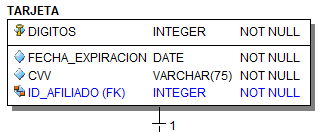 TARJETA
DIGITOS INTEGER NOT NULL
FECHA_EXPIRACION DATE NOT NULL
CVV VARCHAR(75) NOT NULL
ID_AFILIADO (FK) INTEGER NOT NULL
1